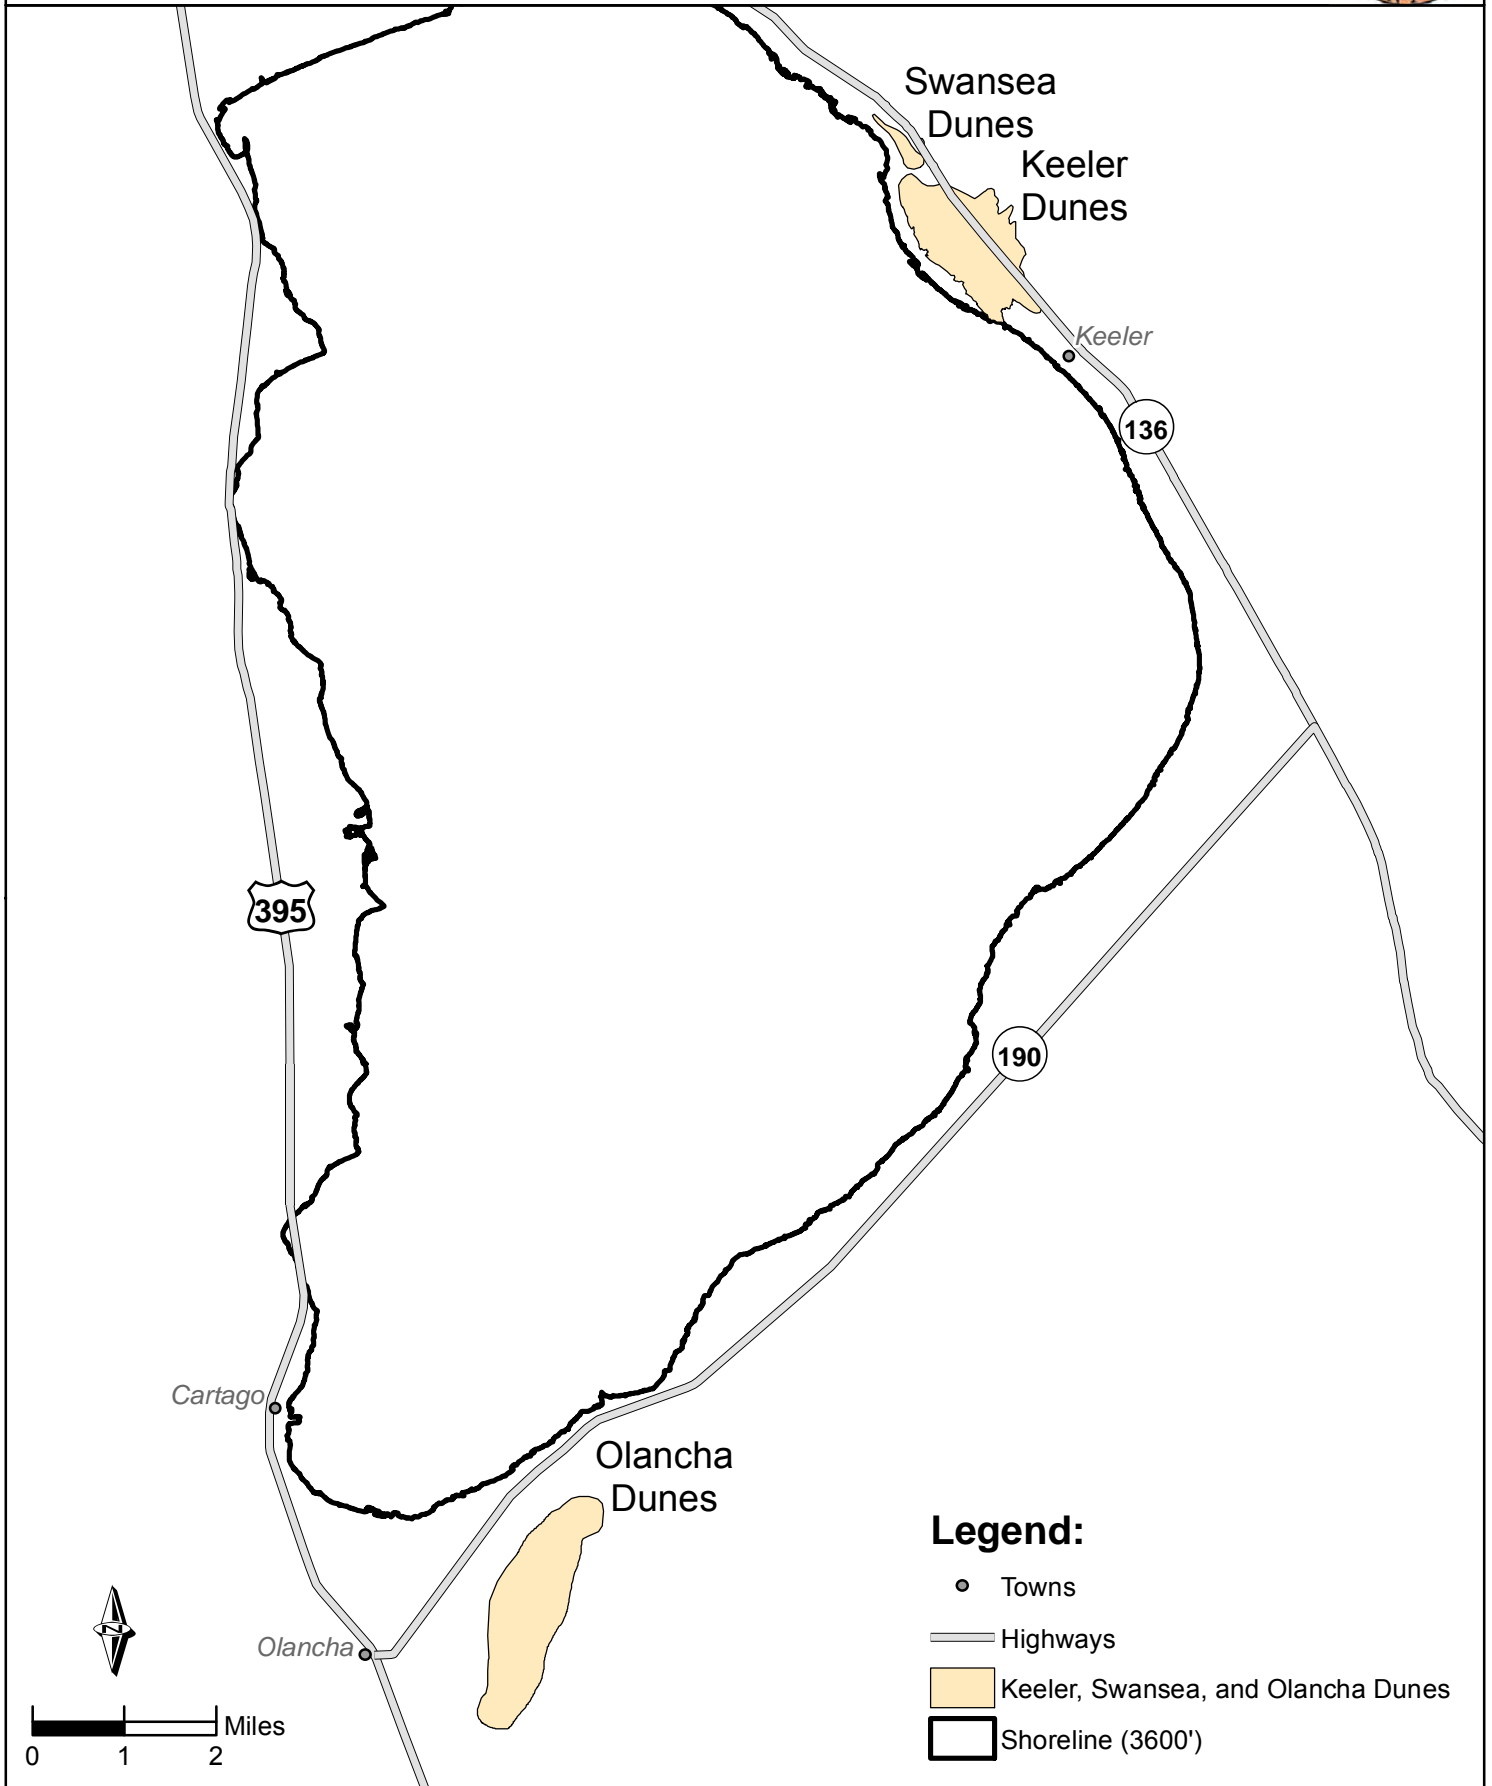 Swansea
Dunes
Keeler
Dunes
Keeler
136
395
190
Cartago
Olancha
Dunes
Olancha
N
Miles
0 1 2
Legend:
Towns
Highways
Keeler, Swansea, and Olancha Dunes
Shoreline (3600')